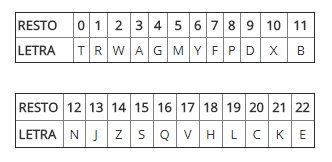 RESTO 0 1 2 3 4 5 6 7 8 9 10 11
LETRA T R W A G M Y F P D X B
RESTO 12 13 14 15 16 17 18 19 20 21 22
LETRA N J Z S Q V H L C K E